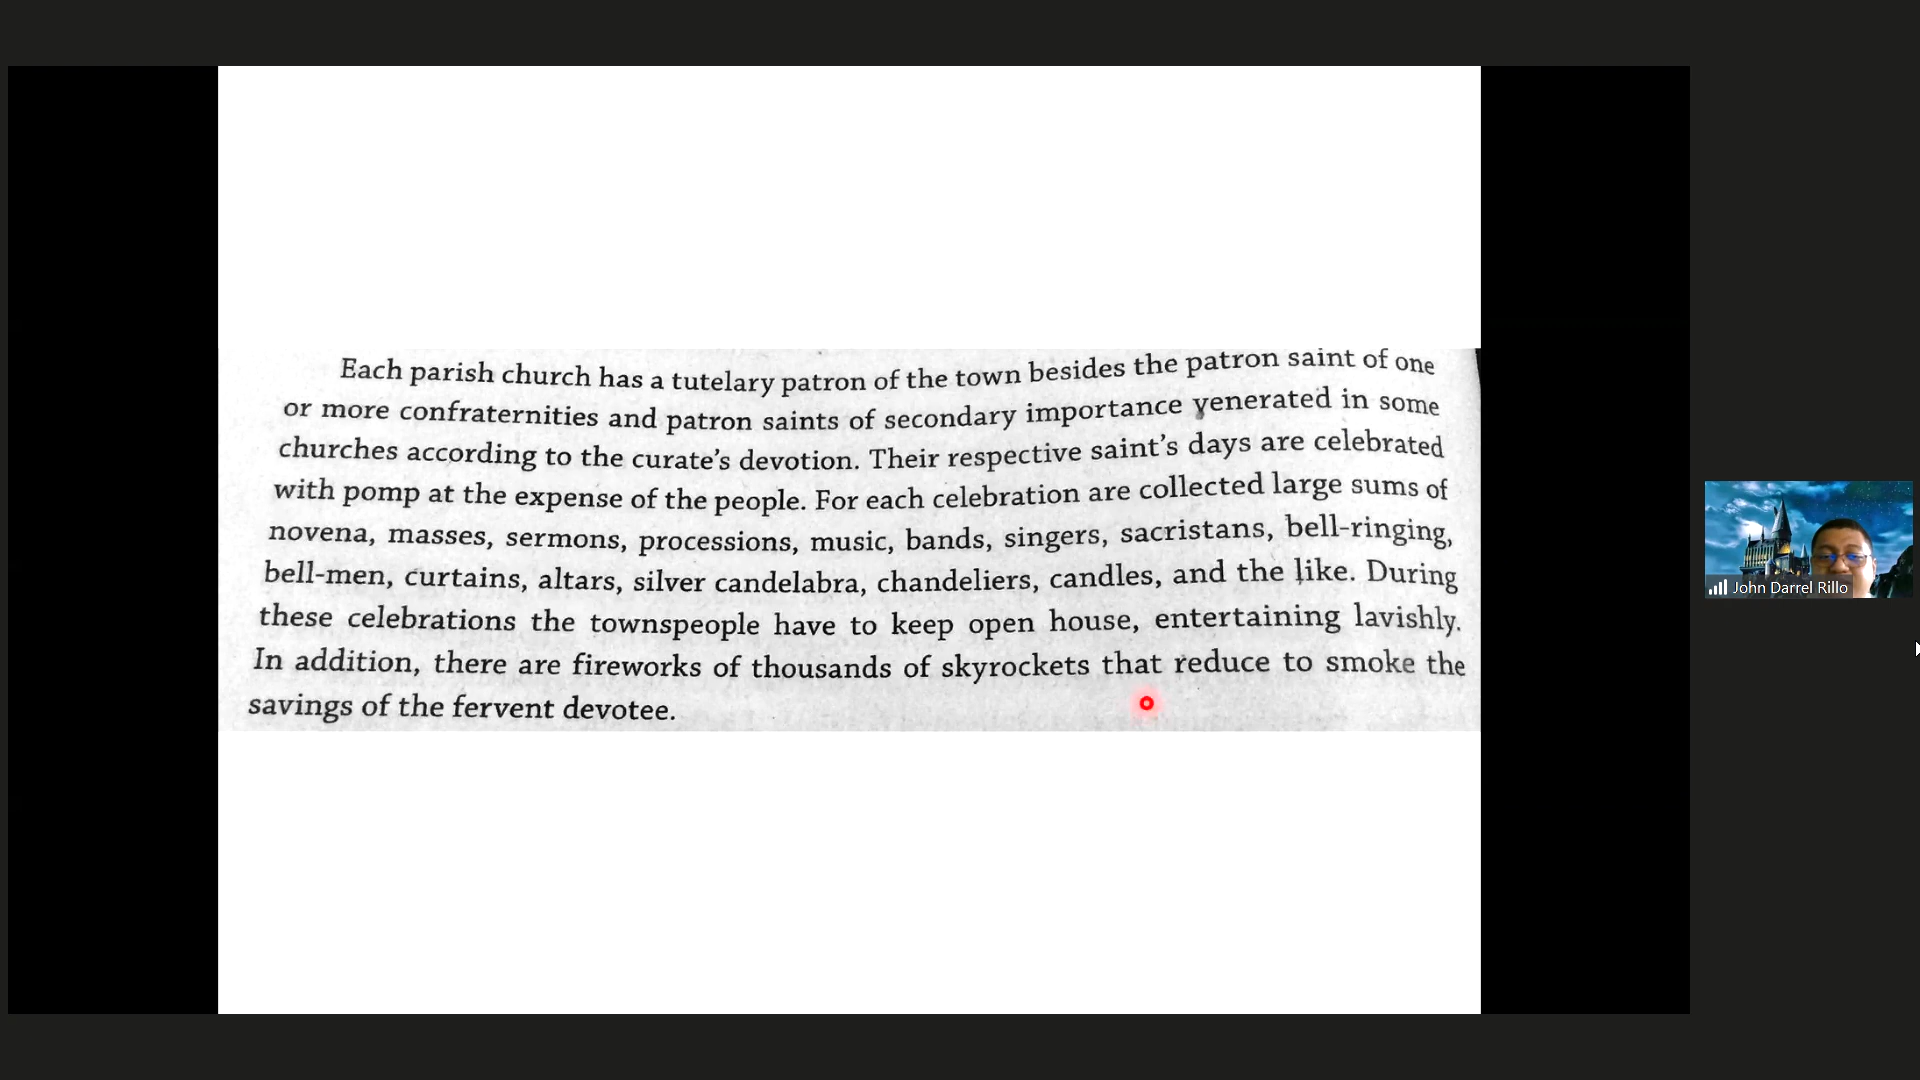 Each parish church has a tutelary patron of the town besides the patron saint of one
or more confraternities and patron saints of secondary importance venerated in some
churches according to the curate's devotion. Their respective saint's days are celebrated
with pomp at the expense of the people. For each celebration are collected large sums of
novena, masses, sermons, processions, music, bands, singers, sacristans, bell-ringing,
bell-men, curtains, altars, silver candelabra, chandeliers, candles, and the like. During
these celebrations the townspeople have to keep open house, entertaining lavishly.
In addition, there are fireworks of thousands of skyrockets that reduce to smoke the
savings of the fervent devotee.
John Darrel Rillo